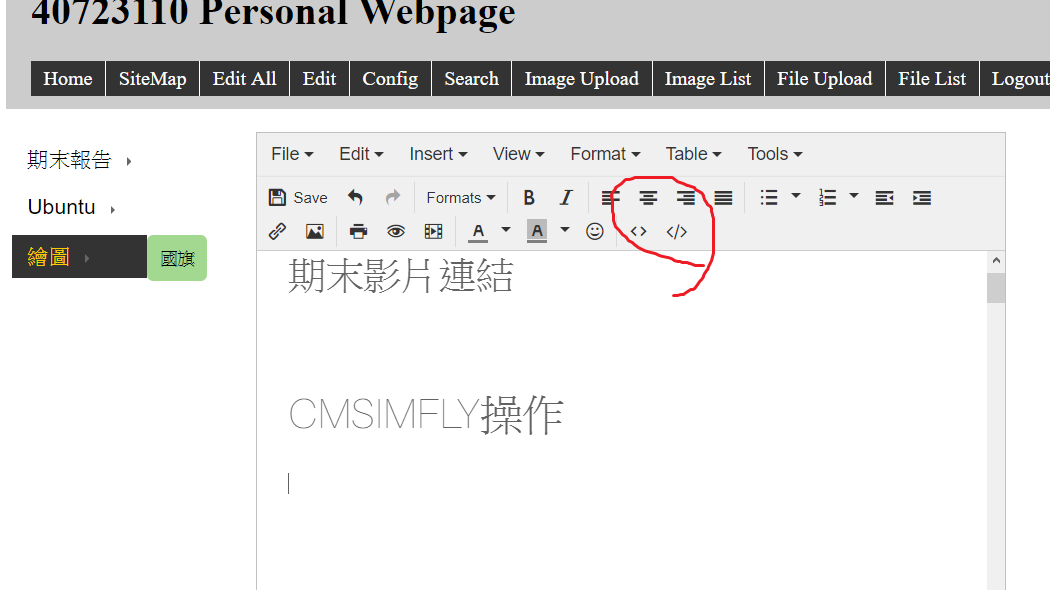 40723110 Personal Webpage
Home SiteMap Edit All Edit Config Search Image Upload Image List File Upload File List Logout
期末報告
Ubuntu
繪圖 國旗
File Edit Insert View Format Table Tools
Save Formats B I
A A
期末影片連結
CMSIMFLY操作